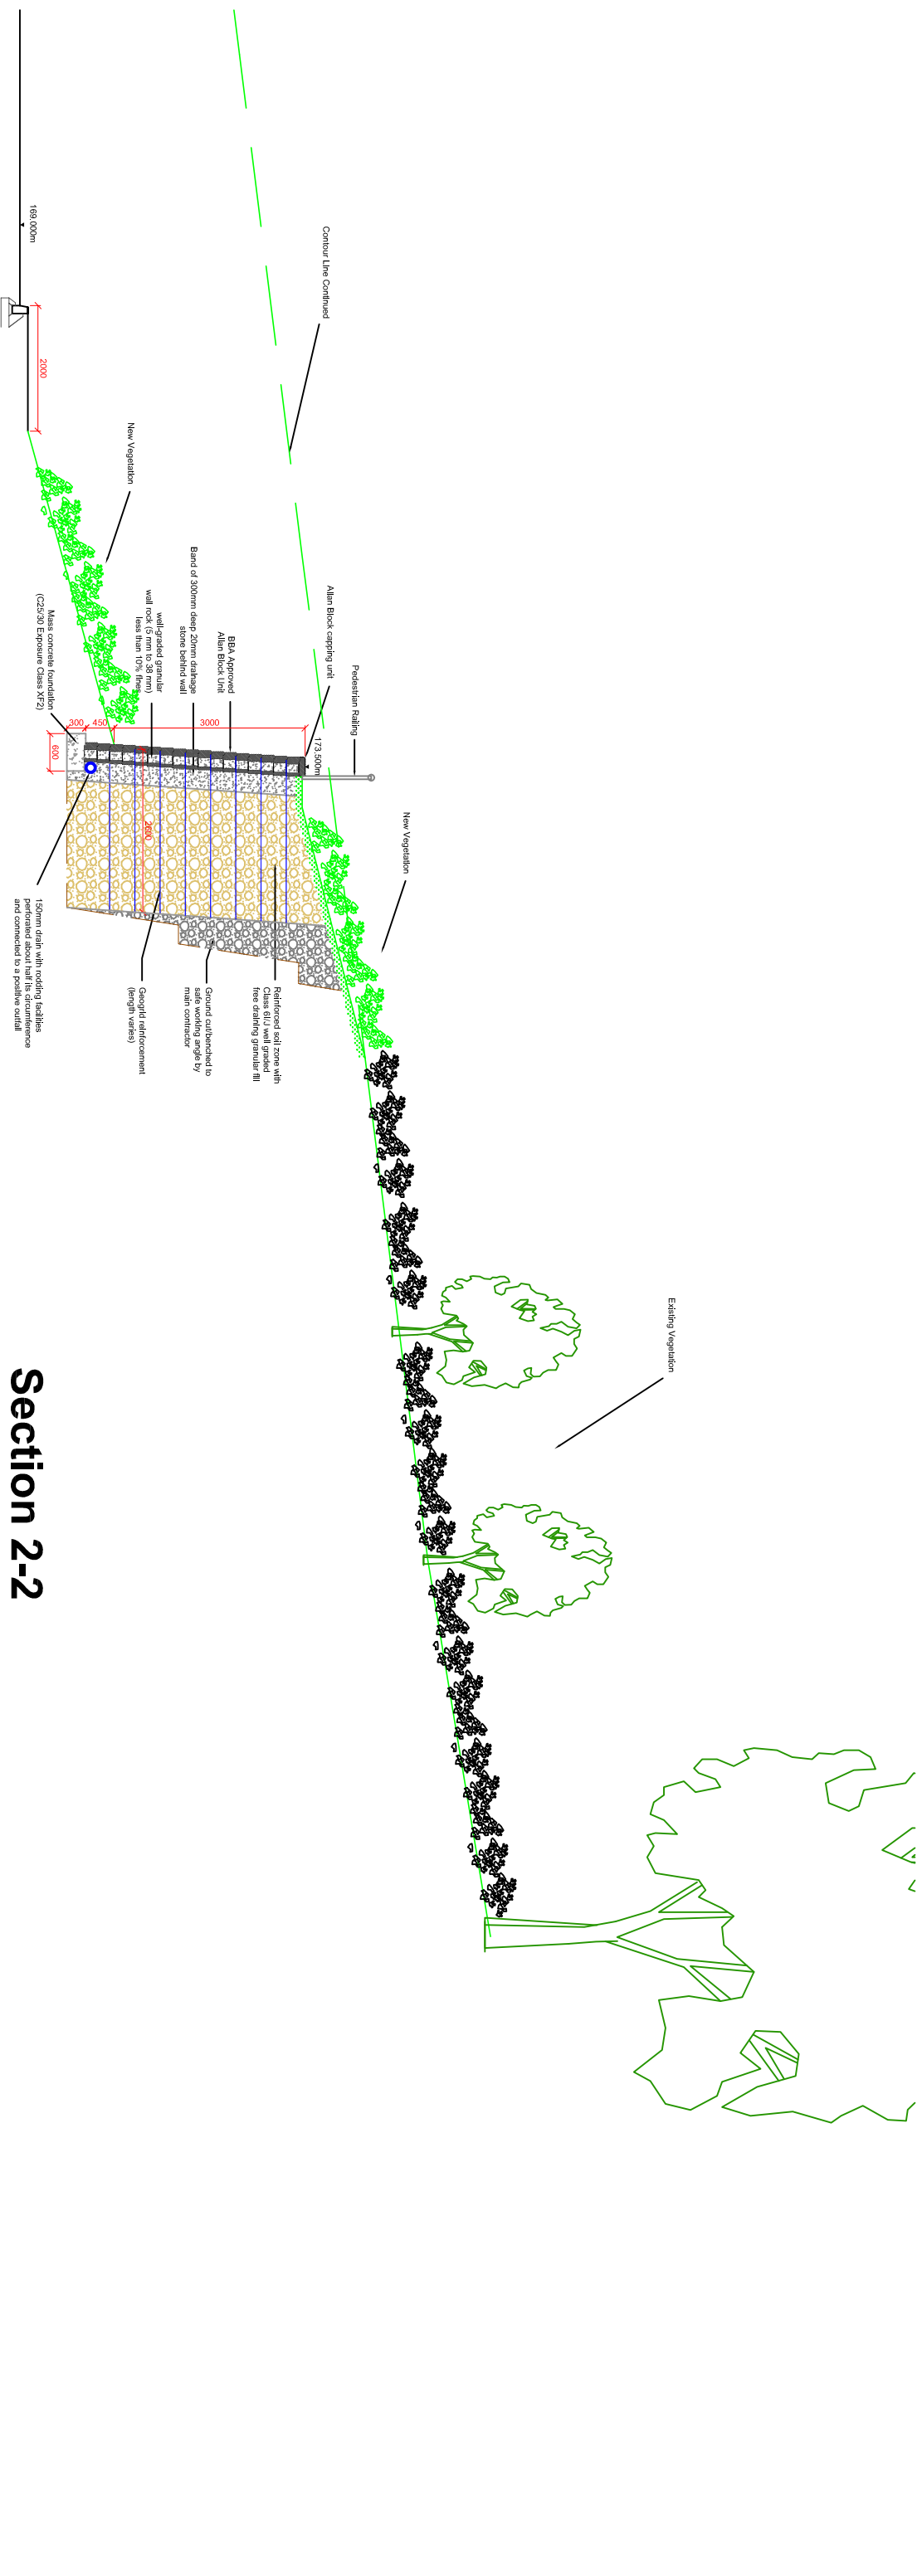 Existing Vegetation
New Vegetation
Pedestrian Railing
Allan Block capping unit
173.500m
Contour Line Continued
BBA Approved
Allan Block Unit
Band of 300mm deep 20mm drainage
stone behind wall
well-graded granular
wall rock (5 mm to 38 mm)
less than 10% fines
New Vegetation
Mass concrete foundation
(C25/30 Exposure Class XF2)
169.000m
2000
3000
450
300
600
2600
Reinforced soil zone with
Class 6I/J well graded
free draining granular fill
Ground cut/benched to
safe working angle by
main contractor
Geogrid reinforcement
(length varies)
150mm drain with rodding facilities
perforated about half its circumference
and connected to a positive outfall
Section 2-2